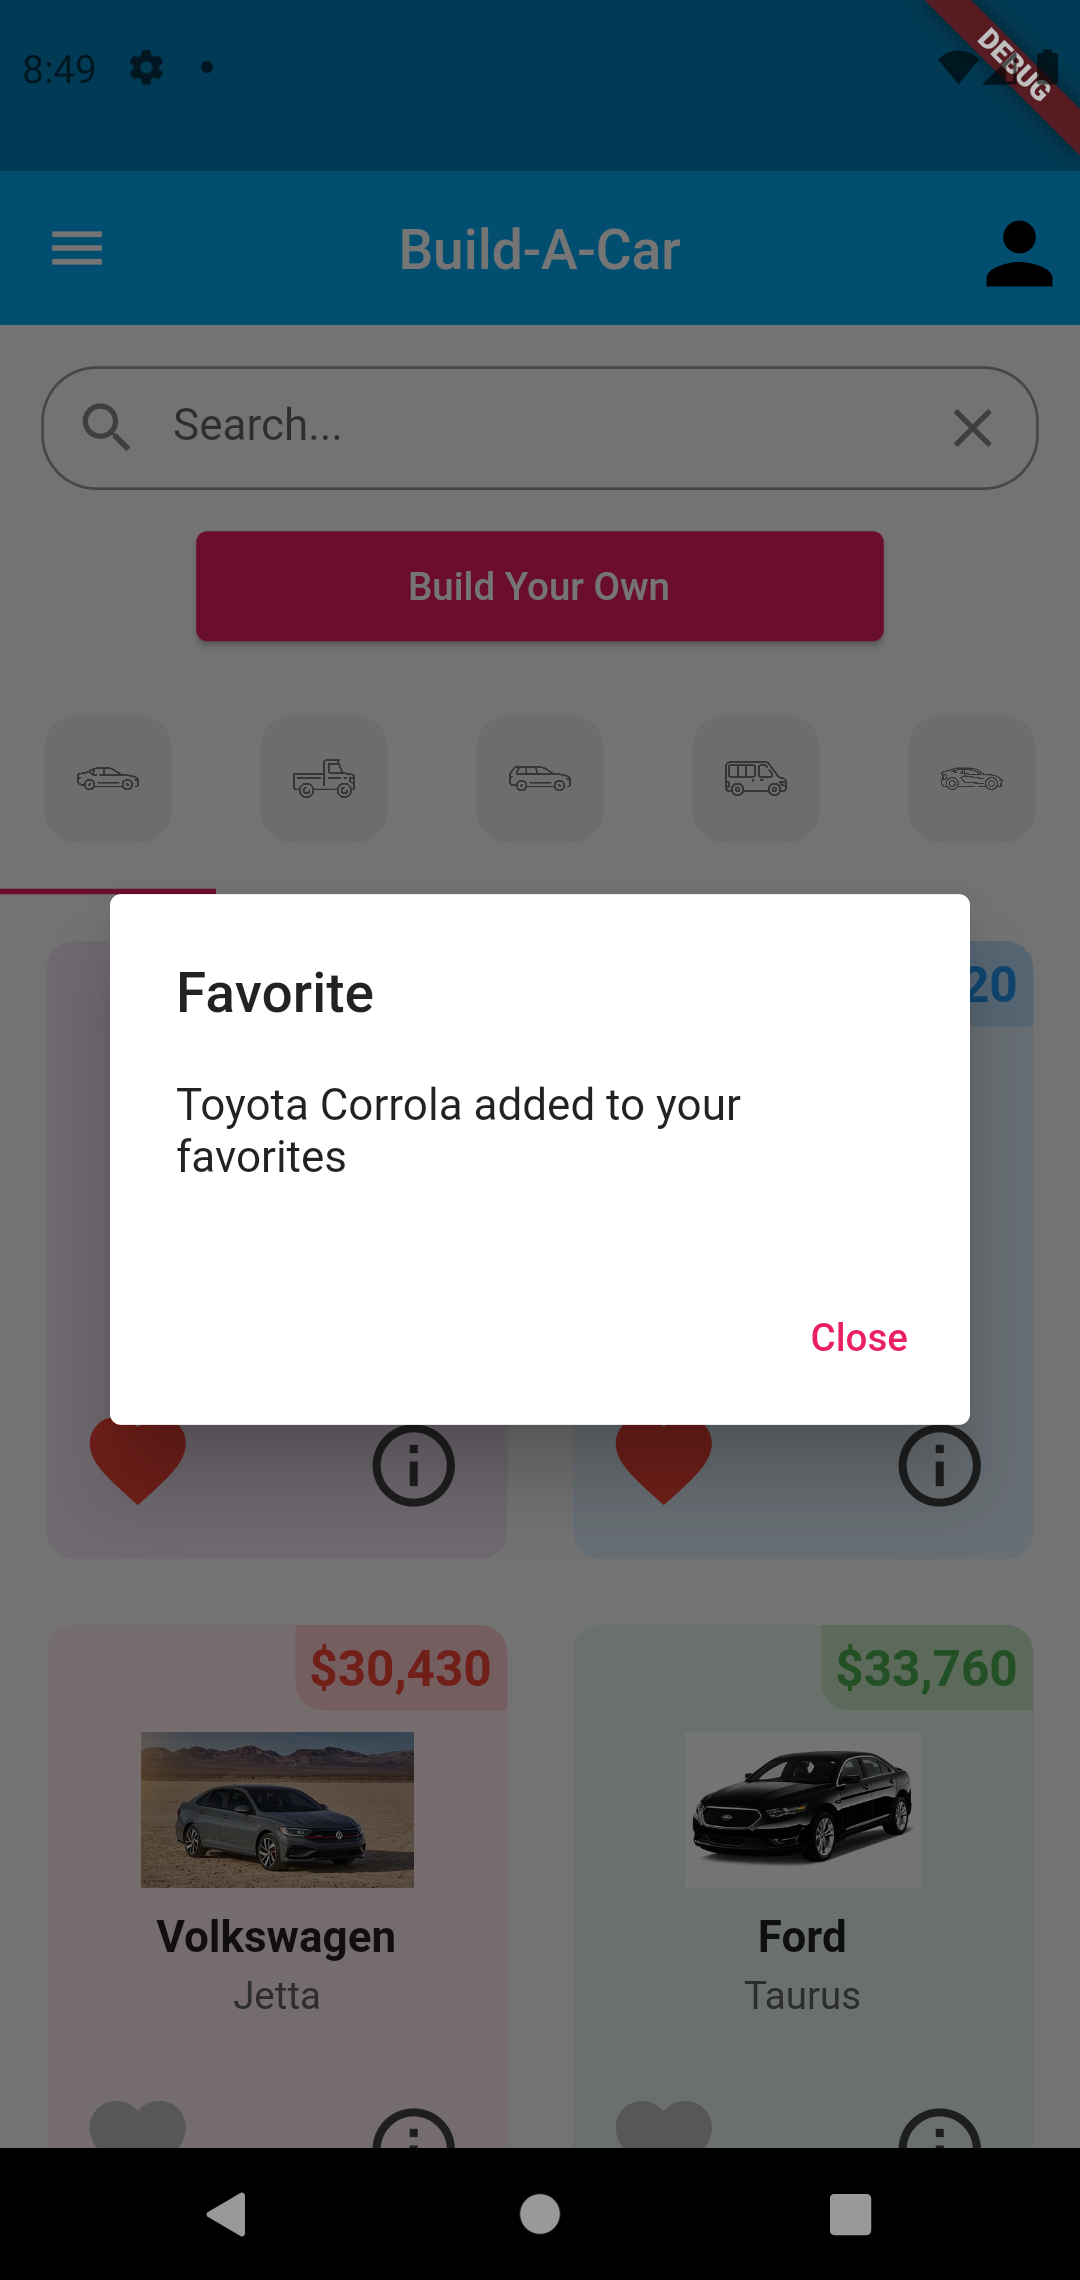 8:49
DEBUG
Build-A-Car
Search...
Build Your Own
20
Favorite
Toyota Corrola added to your
favorites
Close
$30,430
$33,760
Volkswagen
Ford
Jetta
Taurus